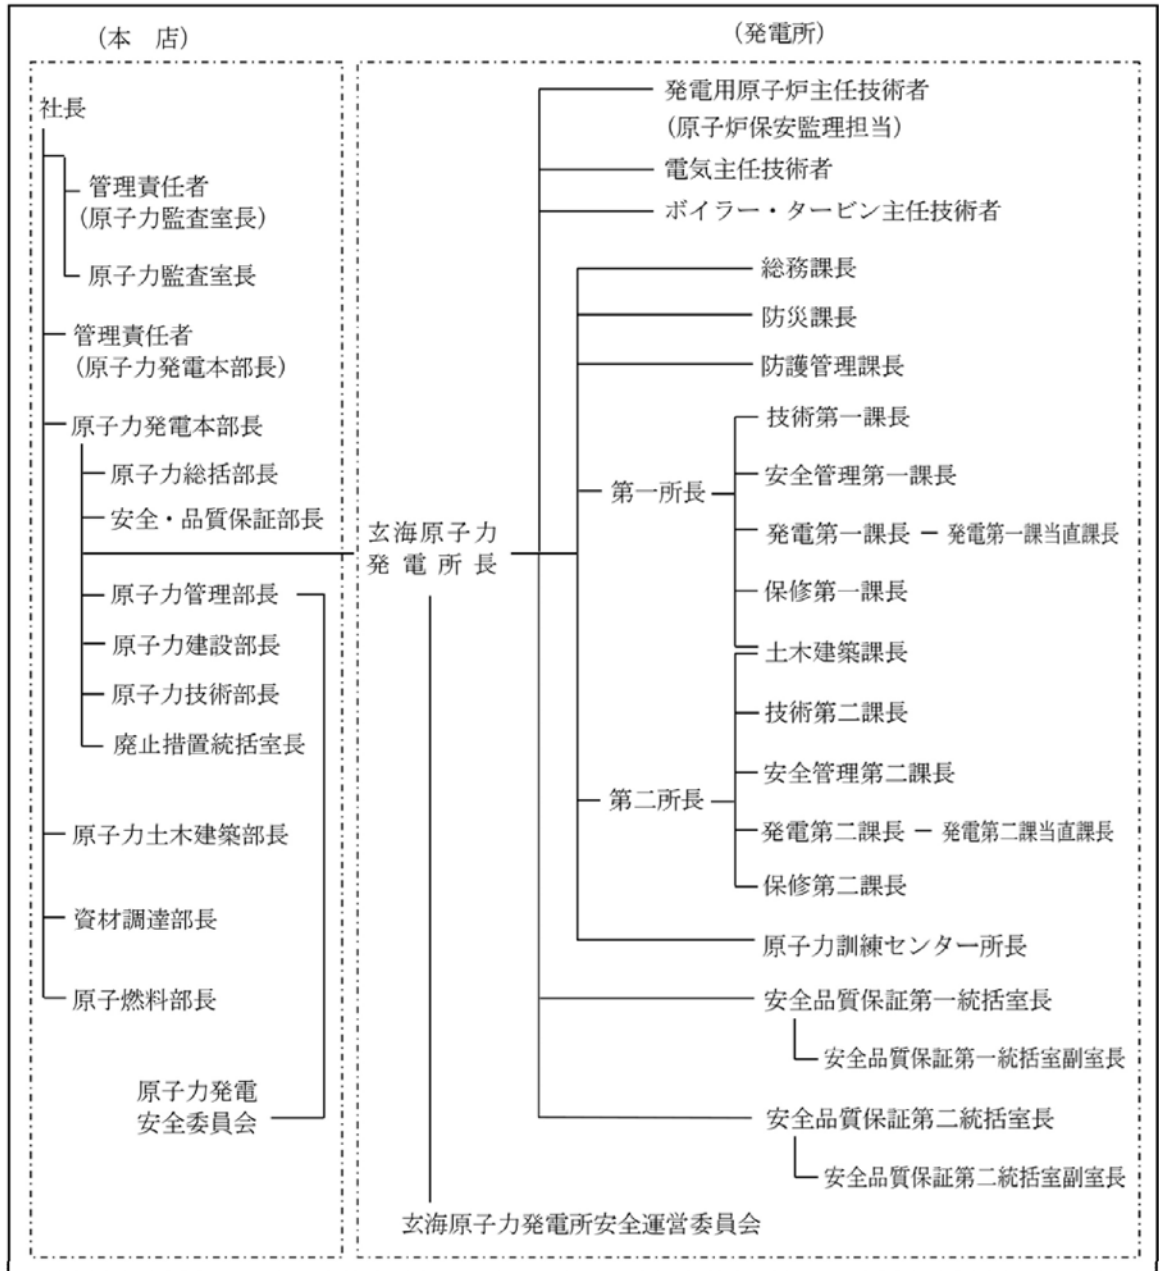 (本　店)
社長
管理責任者
(原子力監査室長)
原子力監査室長
管理責任者
(原子力発電本部長)
原子力発電本部長
原子力総括部長
安全・品質保証部長
原子力管理部長
原子力建設部長
原子力技術部長
廃止措置統括室長
原子力土木建築部長
資材調達部長
原子燃料部長
原子力発電
安全委員会
(発電所)
玄海原子力
発電所長
発電用原子炉主任技術者
(原子炉保安監理担当)
電気主任技術者
ボイラー・タービン主任技術者
総務課長
防災課長
防護管理課長
第一所長
技術第一課長
安全管理第一課長
発電第一課長 － 発電第一課当直課長
保修第一課長
土木建築課長
第二所長
技術第二課長
安全管理第二課長
発電第二課長 － 発電第二課当直課長
保修第二課長
原子力訓練センター所長
安全品質保証第一統括室長
安全品質保証第一統括室副室長
安全品質保証第二統括室長
安全品質保証第二統括室副室長
玄海原子力発電所安全運営委員会